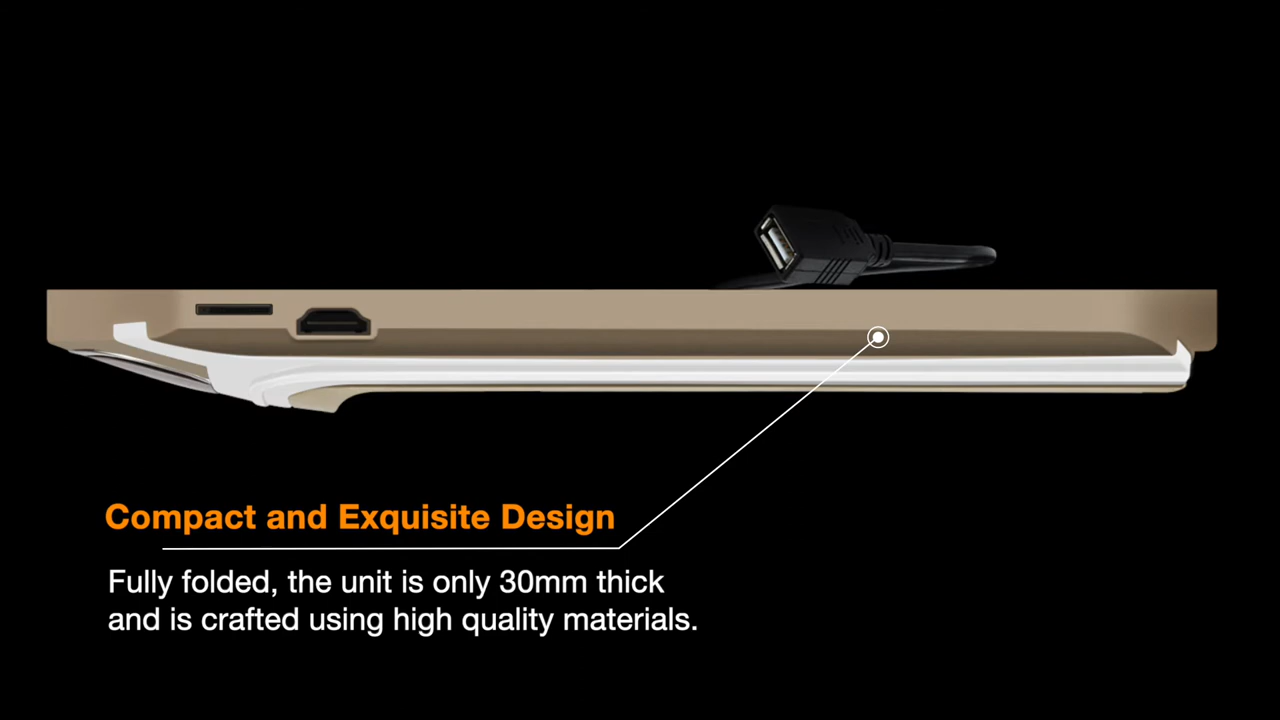 Compact and Exquisite Design
Fully folded, the unit is only 30mm thick
and is crafted using high quality materials.